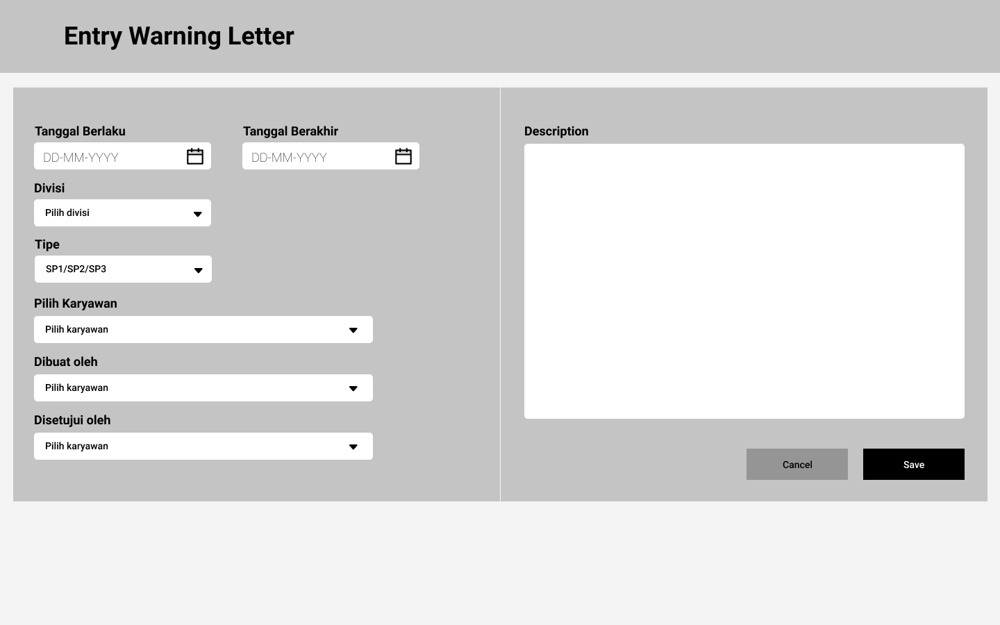 Entry Warning Letter
Tanggal Berlaku
Tanggal Berakhir
DD-MM-YYYY
DD-MM-YYYY
Divisi
Pilih divisi
Tipe
SP1/SP2/SP3
Pilih Karyawan
Pilih karyawan
Dibuat oleh
Pilih karyawan
Disetujui oleh
Pilih karyawan
Description
Cancel
Save